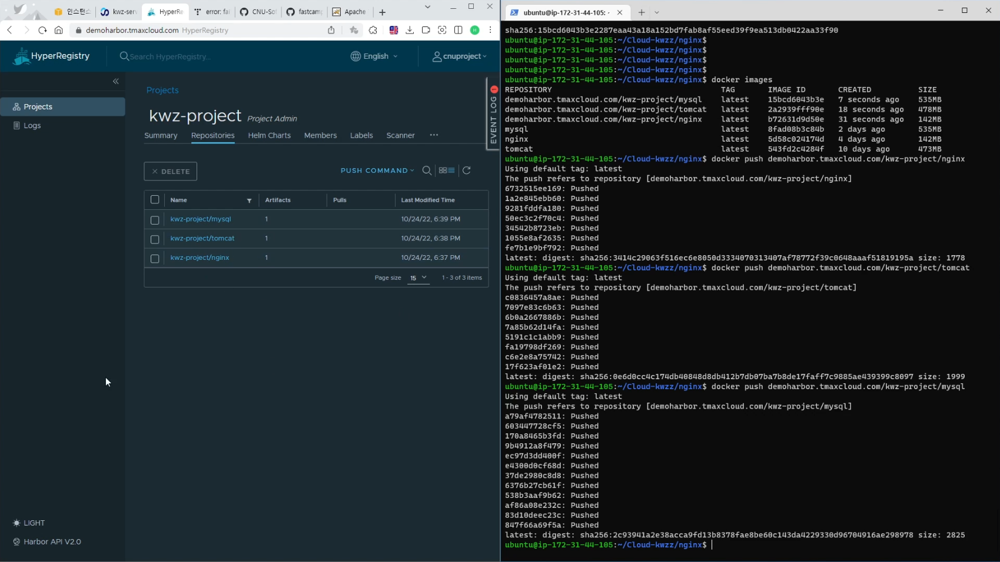 인스턴스
kwz-serv
HyperRe
error: fai
CNU-Sof
fastcamp
Apache
demoharbor.tmaxcloud.com HyperRegistry
H
HyperRegistry
Search HyperRegistry...
English
cnuproject
Projects
Logs
LIGHT
Harbor API V2.0
Projects
kwz-project Project Admin
Summary Repositories Helm Charts Members Labels Scanner ...
EVENT LOG
DELETE
PUSH COMMAND
Name Artifacts Pulls Last Modified Time
kwz-project/mysql 1 10/24/22, 6:39 PM
kwz-project/tomcat 1 10/24/22, 6:38 PM
kwz-project/nginx 1 10/24/22, 6:37 PM
Page size 15 1 - 3 of 3 items
ubuntu@ip-172-31-44-105: ~
sha256:15bcd6043b3e2287eaa43a18a152bd7fab8af55eed39f9ea513db0422aa33f90
ubuntu@ip-172-31-44-105:~/Cloud-kwzz/nginx$
ubuntu@ip-172-31-44-105:~/Cloud-kwzz/nginx$
ubuntu@ip-172-31-44-105:~/Cloud-kwzz/nginx$
ubuntu@ip-172-31-44-105:~/Cloud-kwzz/nginx$
ubuntu@ip-172-31-44-105:~/Cloud-kwzz/nginx$ docker images
REPOSITORY TAG IMAGE ID CREATED SIZE
demoharbor.tmaxcloud.com/kwz-project/mysql latest 15bcd6043b3e 7 seconds ago 535MB
demoharbor.tmaxcloud.com/kwz-project/tomcat latest 2a2939fff90e 18 seconds ago 478MB
demoharbor.tmaxcloud.com/kwz-project/nginx latest b72631d9d50e 31 seconds ago 142MB
mysql latest 8fad08b3c84b 2 days ago 535MB
nginx latest 5d58c024174d 4 days ago 142MB
tomcat latest 543fd2c4284f 10 days ago 473MB
ubuntu@ip-172-31-44-105:~/Cloud-kwzz/nginx$ docker push demoharbor.tmaxcloud.com/kwz-project/nginx
Using default tag: latest
The push refers to repository [demoharbor.tmaxcloud.com/kwz-project/nginx]
6732515ee169: Pushed
1a2e845ebb60: Pushed
9281fddfa180: Pushed
50ec3c2f70c4: Pushed
34542b8723eb: Pushed
1055e8af2635: Pushed
fe7b1e9bf792: Pushed
latest: digest: sha256:3414c29063f516ec6e8050d3334070313407af78772f39c0648aaaf51819195a size: 1778
ubuntu@ip-172-31-44-105:~/Cloud-kwzz/nginx$ docker push demoharbor.tmaxcloud.com/kwz-project/tomcat
Using default tag: latest
The push refers to repository [demoharbor.tmaxcloud.com/kwz-project/tomcat]
c0836457a8ae: Pushed
7097e83c6b63: Pushed
6b0a2667886b: Pushed
7a85b62d14fa: Pushed
5191c1c1abb9: Pushed
fa19798df269: Pushed
c6e2e8a75742: Pushed
17f623af01e2: Pushed
latest: digest: sha256:0e6d0cc4c174db40848d8db412b7db07ba7b8de17faff7c9885ae439399c8097 size: 1999
ubuntu@ip-172-31-44-105:~/Cloud-kwzz/nginx$ docker push demoharbor.tmaxcloud.com/kwz-project/mysql
Using default tag: latest
The push refers to repository [demoharbor.tmaxcloud.com/kwz-project/mysql]
a79af4782511: Pushed
603447728cf5: Pushed
170a8465b3fd: Pushed
9b4912a8f479: Pushed
ec97d3dd400f: Pushed
e4300d0cf68d: Pushed
37de2980c8d8: Pushed
6376b27cb61f: Pushed
538b3aaf9b62: Pushed
af86a08e232c: Pushed
83d10deec23c: Pushed
847f66a69f5a: Pushed
latest: digest: sha256:2c93941a2e38acca9fd13b8378fae8be60c143da4229330d96704916ae298978 size: 2825
ubuntu@ip-172-31-44-105:~/Cloud-kwzz/nginx$